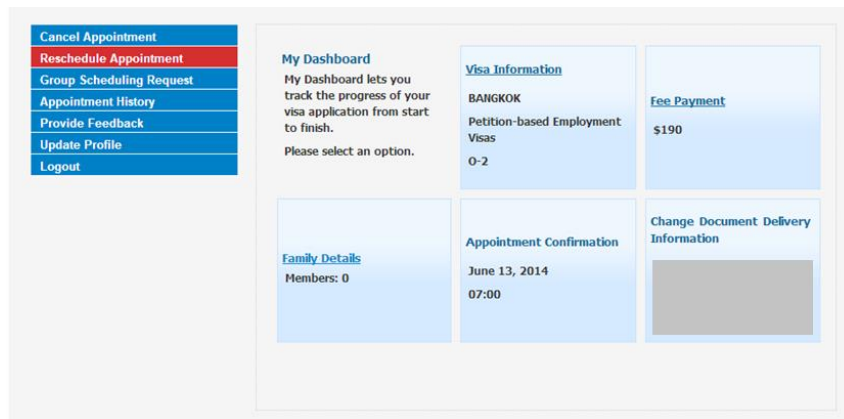 Cancel Appointment
Reschedule Appointment
Group Scheduling Request
Appointment History
Provide Feedback
Update Profile
Logout
My Dashboard
My Dashboard lets you
track the progress of your
visa application from start
to finish.
Please select an option.
Visa Information
BANGKOK
Petition-based Employment
Visas
O-2
Fee Payment
$190
Family Details
Members: 0
Appointment Confirmation
June 13, 2014
07:00
Change Document Delivery
Information